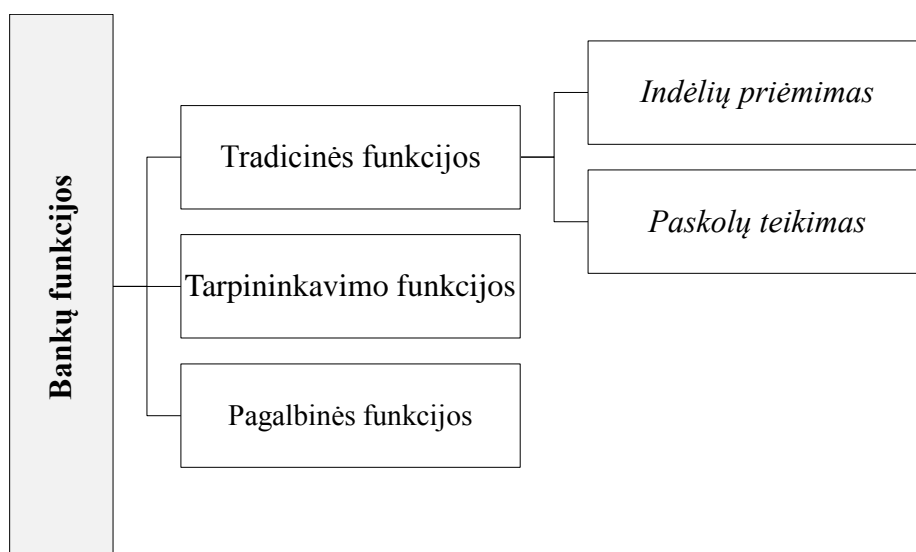 Bankų funkcijos
Tradicinės funkcijos
Indėlių priėmimas
Paskolų teikimas
Tarpininkavimo funkcijos
Pagalbinės funkcijos